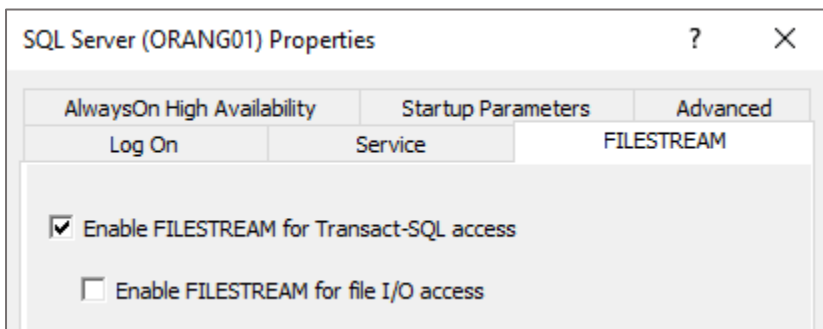 SQL Server (ORANG01) Properties ?
AlwaysOn High Availability Startup Parameters Advanced
Log On Service FILESTREAM
Enable FILESTREAM for Transact-SQL access
Enable FILESTREAM for file I/O access